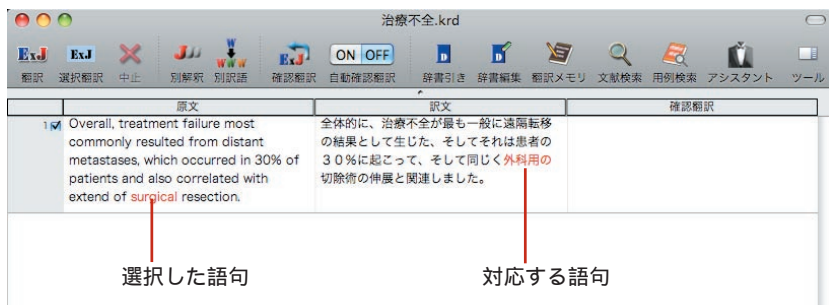 治療不全.krd
ExJ ExJ ON OFF
翻訳 選択翻訳 中止 別解釈 別訳語 確認翻訳 自動確認翻訳 辞書引き 辞書編集 翻訳メモリ 文献検索 用例検索 アシスタント ツール
原文 訳文 確認翻訳
1 Overall, treatment failure most
commonly resulted from distant
metastases, which occurred in 30% of
patients and also correlated with
extend of surgical resection.
全体的に、治療不全が最も一般に遠隔転移
の結果として生じた、そしてそれは患者の
３０％に起こって、そして同じく外科用の
切除術の伸展と関連しました。
選択した語句 対応する語句